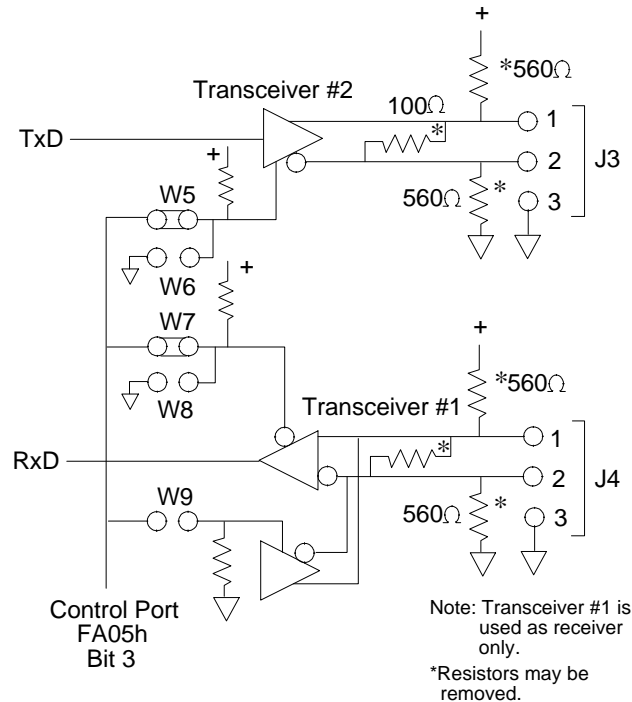 +
*560Ω
Transceiver #2
100Ω
*
1
TxD
J3
2
+
560Ω
*
W5
3
W6
+
W7
+
*560Ω
W8
Transceiver #1
*
1
RxD
2
J4
W9
560Ω
*
3
Control Port
FA05h
Bit 3
Note: Transceiver #1 is
used as receiver
only.
*Resistors may be
removed.